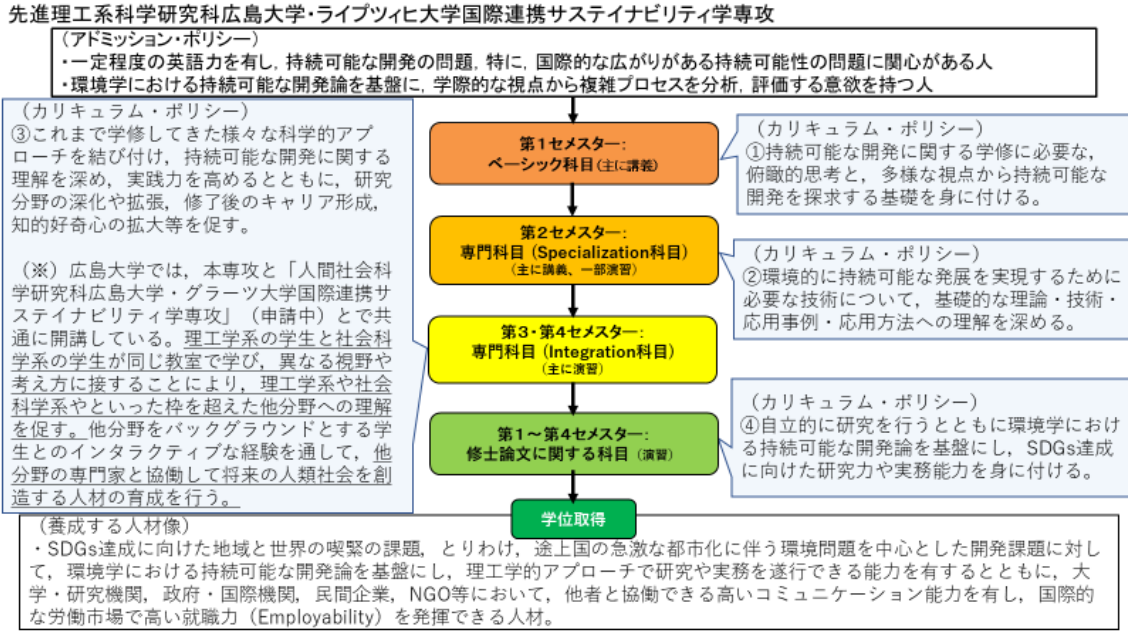 先進理工系科学研究科広島大学・ライプツィヒ大学国際連携サステイナビリティ学専攻
（アドミッション・ポリシー）
・一定程度の英語力を有し，持続可能な開発の問題，特に，国際的な広がりがある持続可能性の問題に関心がある人
・環境学における持続可能な開発論を基盤に，学際的な視点から複雑プロセスを分析，評価する意欲を持つ人
第１セメスター：
ベーシック科目（主に講義）
（カリキュラム・ポリシー）
①持続可能な開発に関する学修に必要な，
俯瞰的思考と，多様な視点から持続可能な
開発を探求する基礎を身に付ける。
第２セメスター：
専門科目（Specialization科目）
（主に講義、一部演習）
（カリキュラム・ポリシー）
②環境的に持続可能な発展を実現するために
必要な技術について，基礎的な理論・技術・
応用事例・応用方法への理解を深める。
（カリキュラム・ポリシー）
③これまで学修してきた様々な科学的アプ
ローチを結び付け，持続可能な開発に関する
理解を深め，実践力を高めるとともに，研究
分野の深化や拡張，修了後のキャリア形成，
知的好奇心の拡大等を促す。
（※）広島大学では，本専攻と「人間社会科
学研究科広島大学・グラーツ大学国際連携サ
ステイナビリティ学専攻」（申請中）とで共
通に開講している。理工学系の学生と社会科
学系の学生が同じ教室で学び，異なる視野や
考え方に接することにより，理工学系や社会
科学系やといった枠を超えた他分野への理解
を促す。他分野をバックグラウンドとする学
生とのインタラクティブな経験を通して，他
分野の専門家と協働して将来の人類社会を創
造する人材の育成を行う。
第３・第４セメスター：
専門科目（Integration科目）
（主に演習）
第１～第４セメスター：
修士論文に関する科目（演習）
（カリキュラム・ポリシー）
④自立的に研究を行うとともに環境学におけ
る持続可能な開発論を基盤にし，SDGs達成
に向けた研究力や実務能力を身に付ける。
学位取得
（養成する人材像）
・SDGs達成に向けた地域と世界の喫緊の課題，とりわけ，途上国の急激な都市化に伴う環境問題を中心とした開発課題に対し
て，環境学における持続可能な開発論を基盤にし，理工学的アプローチで研究や実務を遂行できる能力を有するとともに，大
学・研究機関，政府・国際機関，民間企業，NGO等において，他者と協働できる高いコミュニケーション能力を有し，国際的
な労働市場で高い就職力（Employability）を発揮できる人材。